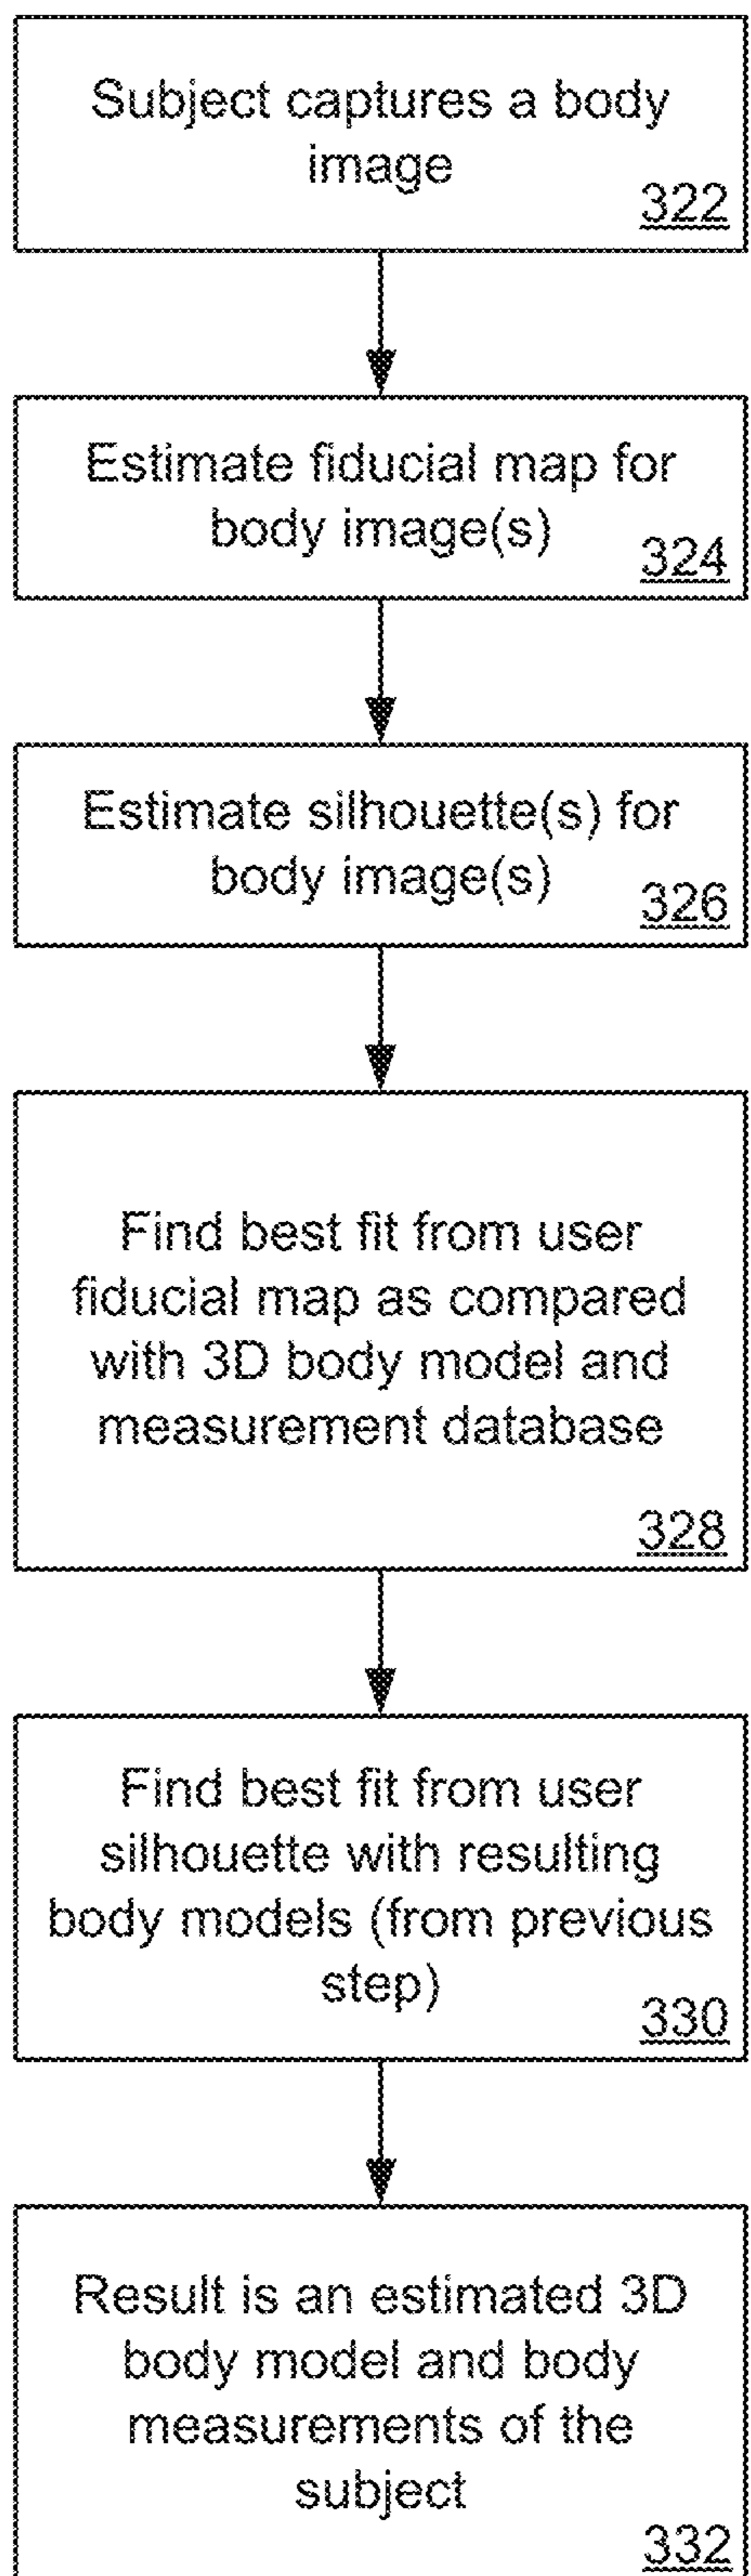 Subject captures a body
image
322
Estimate fiducial map for
body image(s)
324
Estimate silhouette(s) for
body image(s)
326
Find best fit from user
fiducial map as compared
with 3D body model and
measurement database
328
Find best fit from user
silhouette with resulting
body models (from previous
step)
330
Result is an estimated 3D
body model and body
measurements of the
subject
332